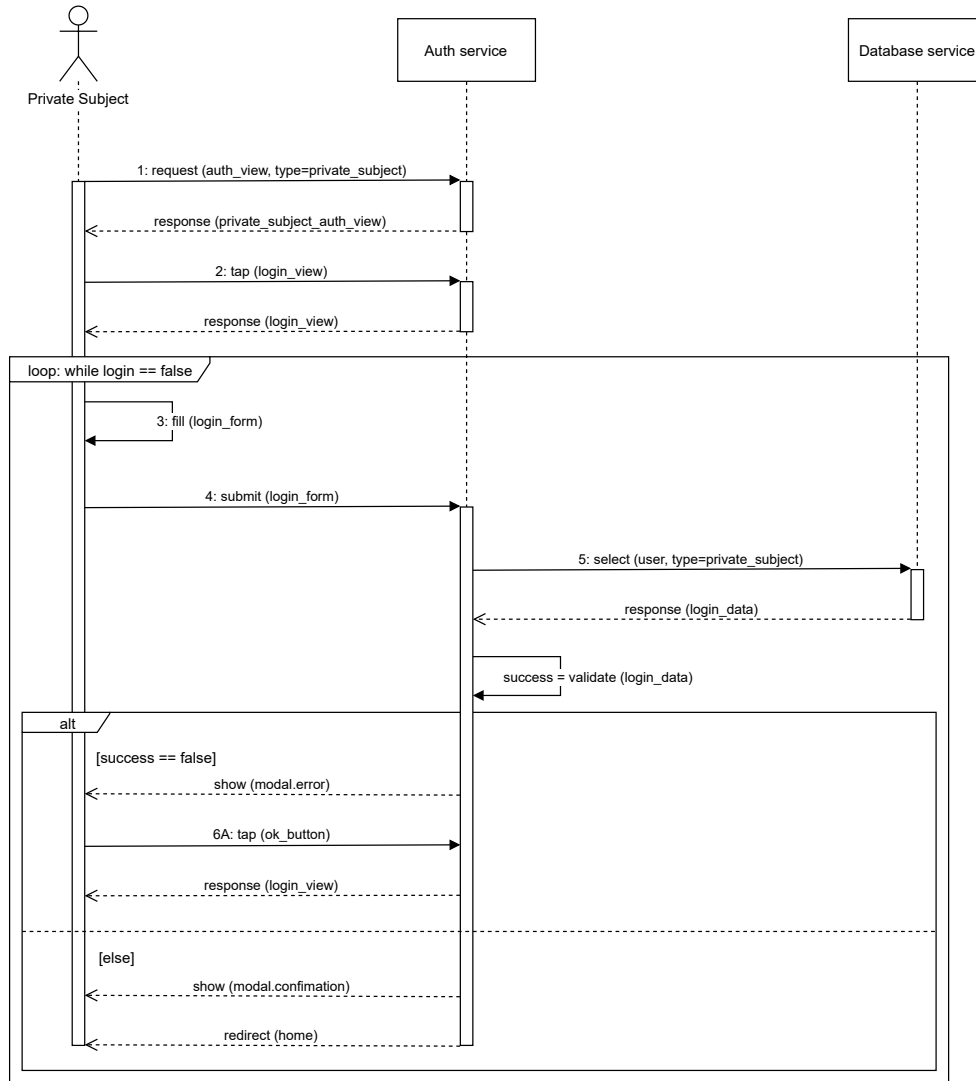 Auth service
Database service
Private Subject
1: request (auth_view, type=private_subject)
response (private_subject_auth_view)
2: tap (login_view)
response (login_view)
loop: while login == false
3: fill (login_form)
4: submit (login_form)
5: select (user, type=private_subject)
response (login_data)
success = validate (login_data)
alt
[success == false]
show (modal.error)
6A: tap (ok_button)
response (login_view)
[else]
show (modal.confimation)
redirect (home)